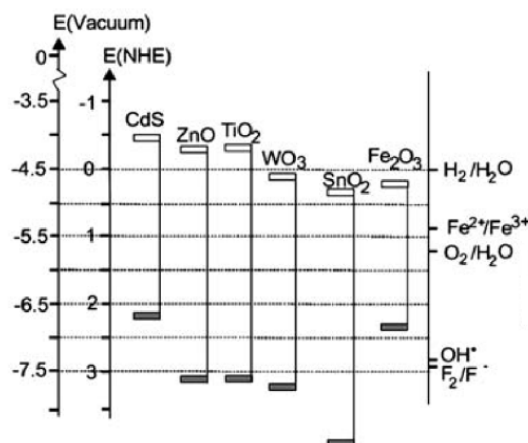 E(Vacuum)
E(NHE)
0
-3.5
-4.5
-5.5
-6.5
-7.5
-1
0
1
2
3
CdS
ZnO
TiO₂
WO₃
SnO₂
Fe₂O₃
H₂/H₂O
Fe²⁺/Fe³⁺
O₂/H₂O
OH•
F₂/F⁻